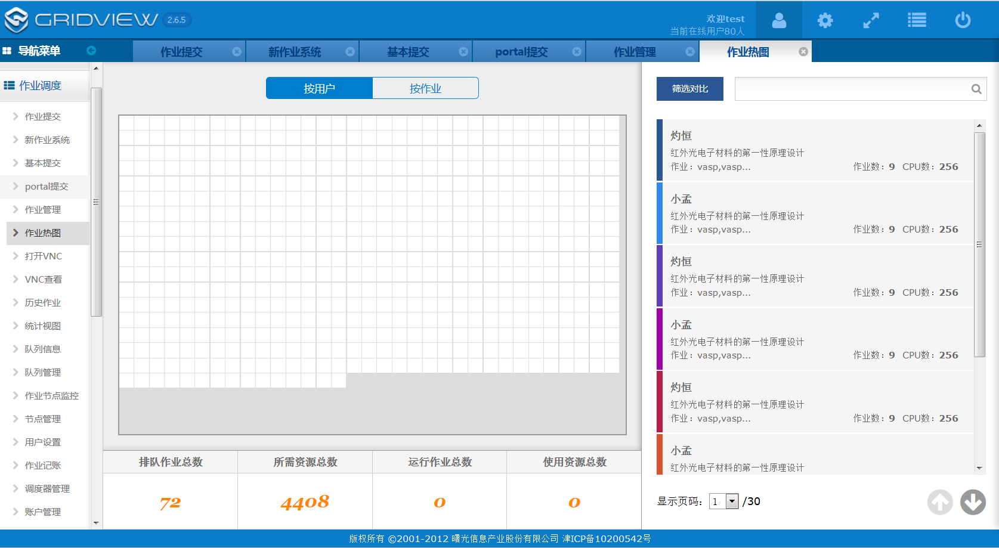 GRIDVIEW 2.6.5
欢迎test
当前在线用户80人
导航菜单
作业提交
新作业系统
基本提交
portal提交
作业管理
作业热图
作业调度
作业提交
新作业系统
基本提交
portal提交
作业管理
作业热图
打开VNC
VNC查看
历史作业
统计视图
队列信息
队列管理
作业节点监控
节点管理
用户设置
作业记账
调度器管理
账户管理
按用户
按作业
排队作业总数
所需资源总数
运行作业总数
使用资源总数
72
4408
0
0
筛选对比
灼恒
红外光电子材料的第一性原理设计
作业：vasp,vasp... 作业数：9 CPU数：256
小孟
红外光电子材料的第一性原理设计
作业：vasp,vasp... 作业数：9 CPU数：256
灼恒
红外光电子材料的第一性原理设计
作业：vasp,vasp... 作业数：9 CPU数：256
小孟
红外光电子材料的第一性原理设计
作业：vasp,vasp... 作业数：9 CPU数：256
灼恒
红外光电子材料的第一性原理设计
作业：vasp,vasp... 作业数：9 CPU数：256
小孟
红外光电子材料的第一性原理设计
显示页码：1 /30
版权所有 ©2001-2012 曙光信息产业股份有限公司 津ICP备10200542号